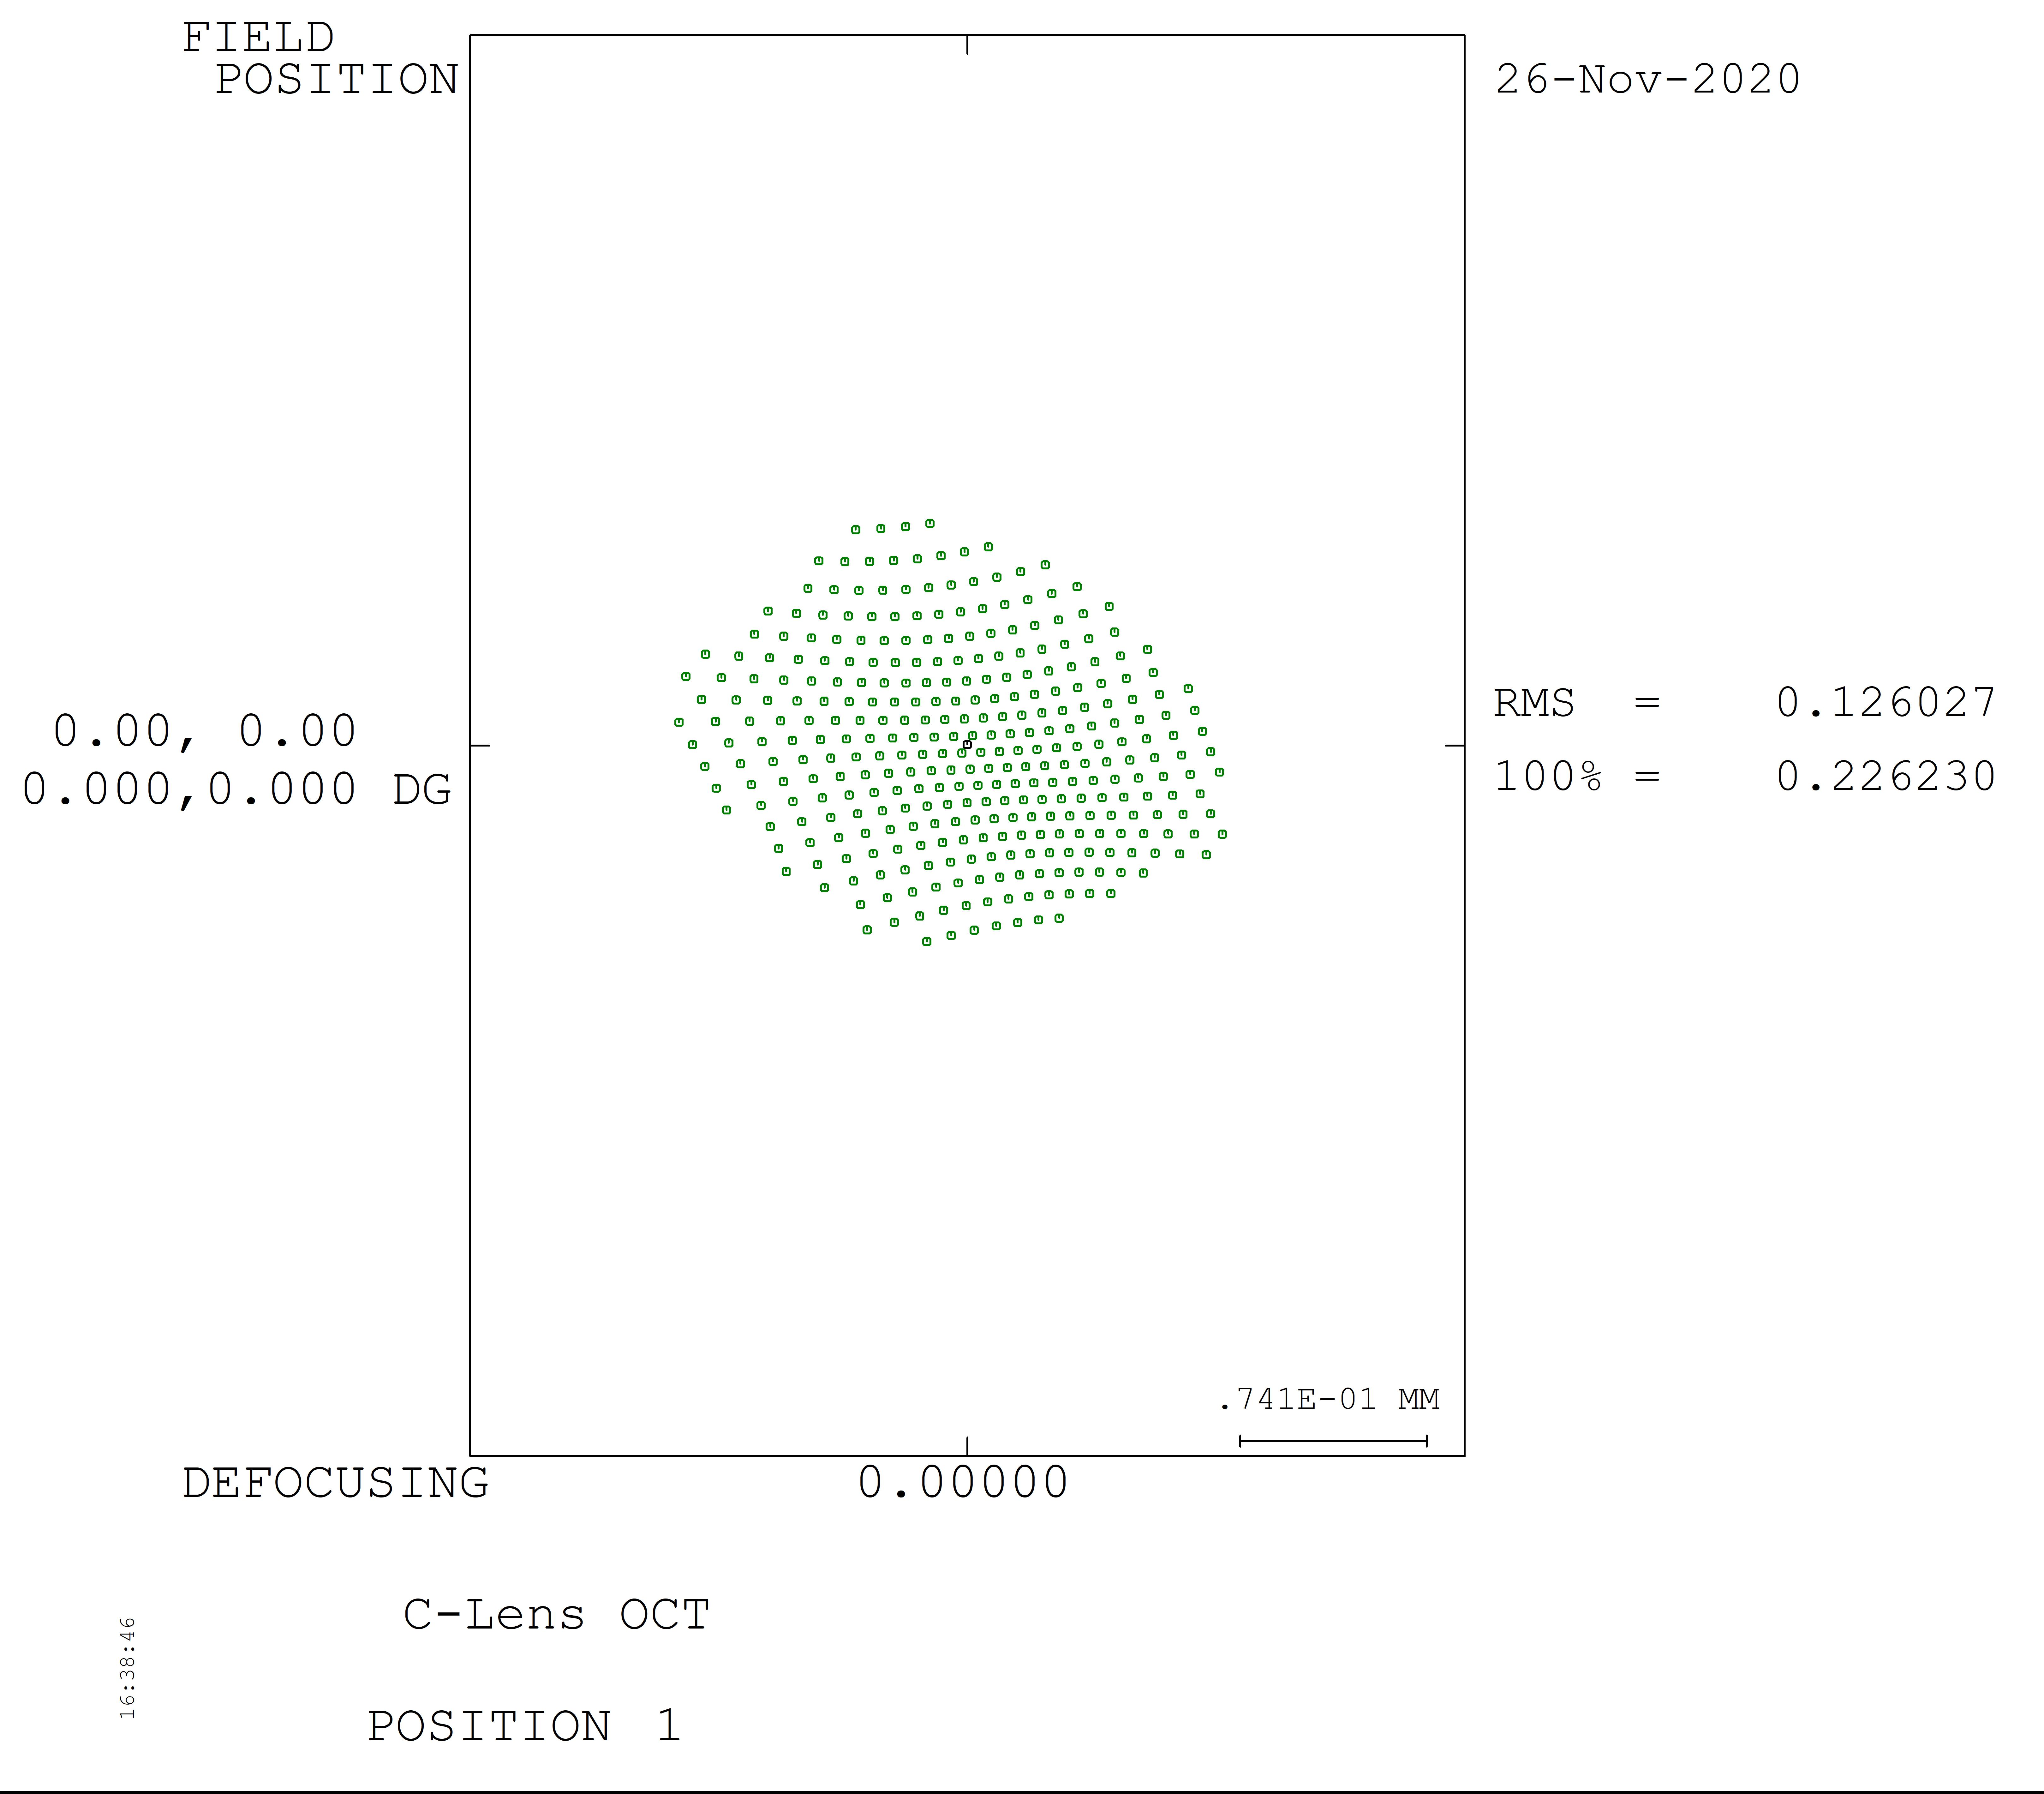 FIELD
POSITION
26-Nov-2020
0.00, 0.00
0.000,0.000 DG
RMS = 0.126027
100% = 0.226230
.741E-01 MM
DEFOCUSING 0.00000
C-Lens OCT
POSITION 1
16:38:46